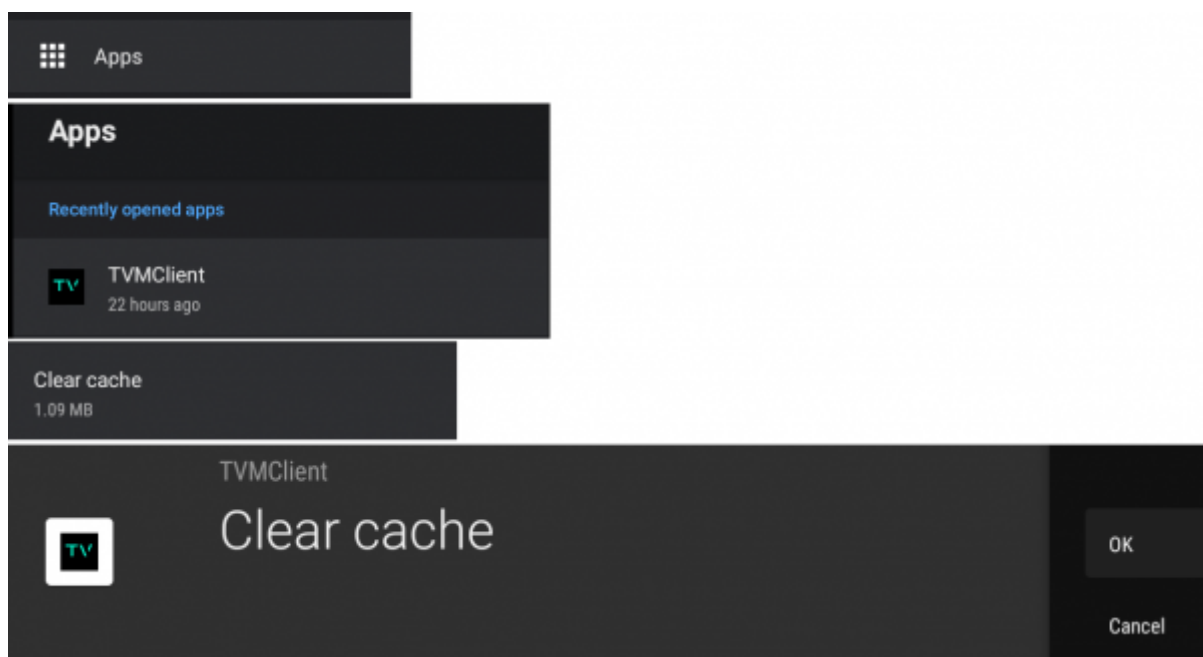 Apps
Apps
Recently opened apps
TV TVMClient
22 hours ago
Clear cache
1.09 MB
TVMClient
Clear cache
TV
OK
Cancel